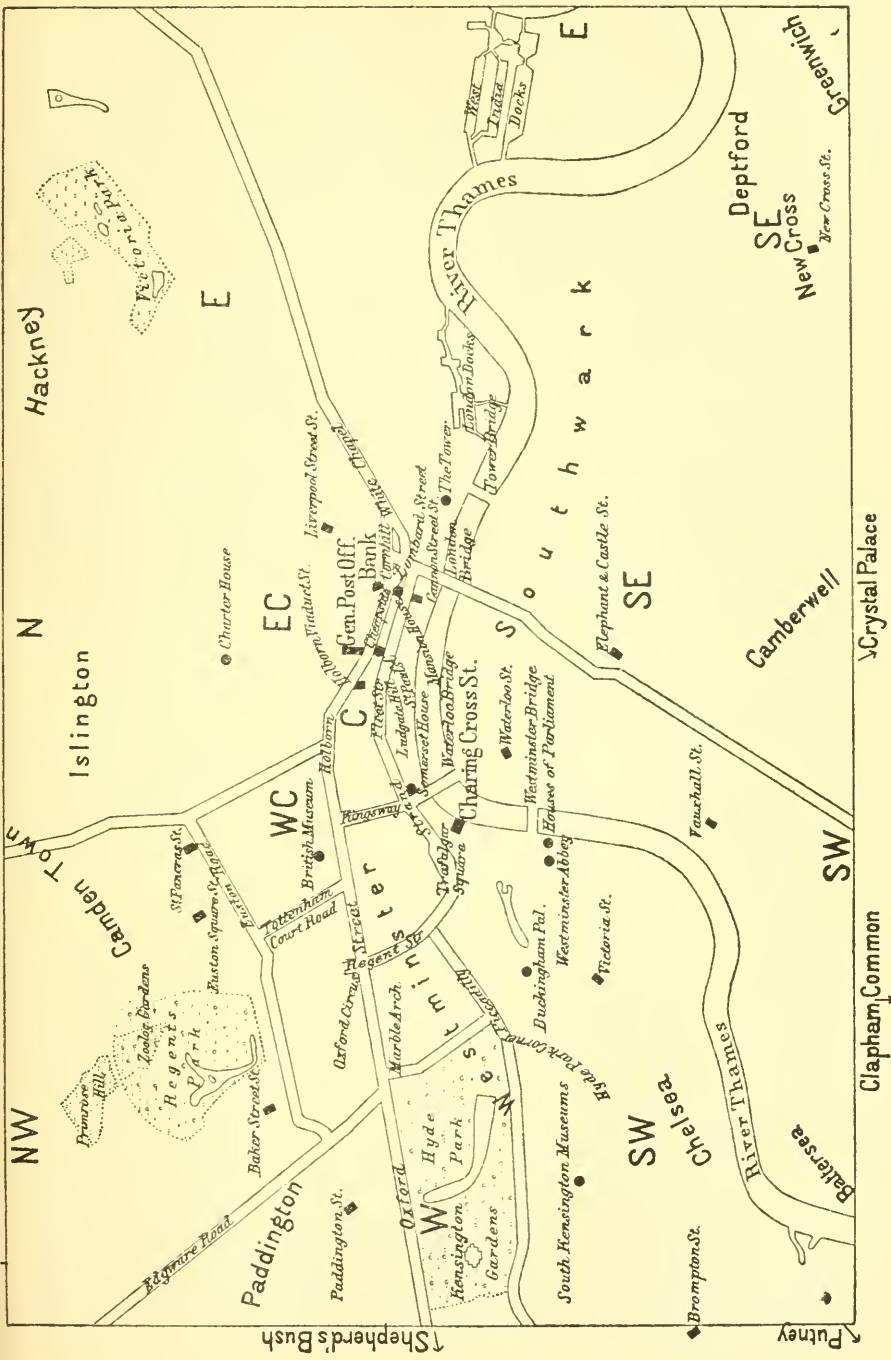 NW
Camden Town
N
Hackney
Primrose Hill
Zoolog. Gardens
Regents Park
Islington
Victoria Park
Edgware Road
St Pancras St.
Euston Square St.
Euston Road
E
Paddington
Baker Street St.
Tottenham Court Road
WC
British Museum
Charter House
EC
Liverpool Street St.
Paddington St.
Oxford Circus
Holborn
Holborn Viaduct St.
Gen. Post Off.
White Chapel
Oxford Street
Marble Arch
Regent Str
Kingsway
C
Fleet Str.
Cheapside
Bank
Cornhill
Lombard Street
W
Hyde Park
Kensington Gardens
Westminster
Piccadilly
Trafalgar Square
Strand
Somerset House
Ludgate Hill
St Pauls
Mansion House
Cannon Street St.
The Tower
London Docks
West India Docks
E
Charing Cross St.
Waterloo Bridge
London Bridge
Tower Bridge
River Thames
Hyde Park Corner
Duckingham Pal.
Waterloo St.
Westminster Bridge
Houses of Parliament
Westminster Abbey
Southwark
South Kensington Museums
Victoria St.
Elephant & Castle St.
SW
SE
Chelsea
Vauxhall St.
Brompton St.
River Thames
Battersea
Camberwell
Deptford
SE
New Cross
New Cross St.
Greenwich
SW
Shepherd's Bush
Putney
Clapham Common
Crystal Palace